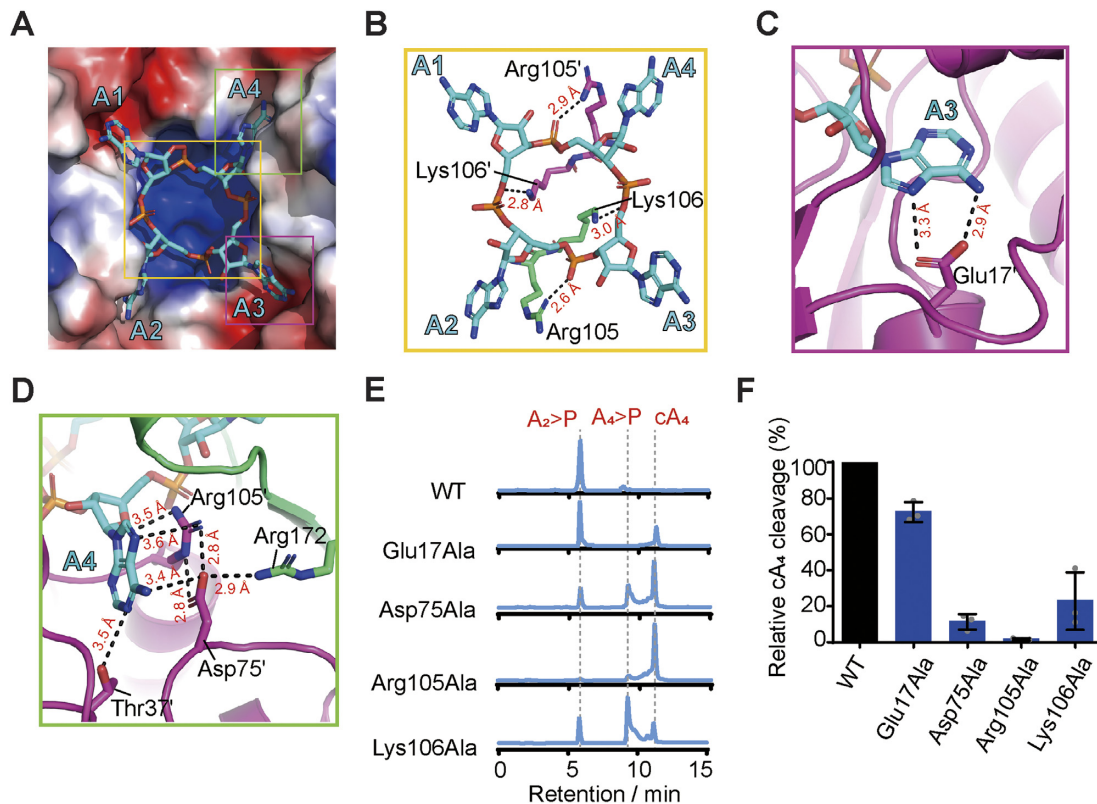 A
A1
A4
A2
A3
B
A1
Arg105'
A4
2.9 Å
Lys106'
2.8 Å
Lys106
3.0 Å
2.6 Å
A2
Arg105
A3
C
A3
3.3 Å
2.9 Å
Glu17'
D
Arg105'
3.5 Å
Arg172
A4
3.6 Å
2.8 Å
3.4 Å
2.9 Å
2.8 Å
3.5 Å
Asp75'
Thr37'
E
A₂>P A₄>P cA₄
WT
Glu17Ala
Asp75Ala
Arg105Ala
Lys106Ala
0 5 10 15
Retention / min
F
Relative cA₄ cleavage (%)
100
80
60
40
20
0
WT
Glu17Ala
Asp75Ala
Arg105Ala
Lys106Ala